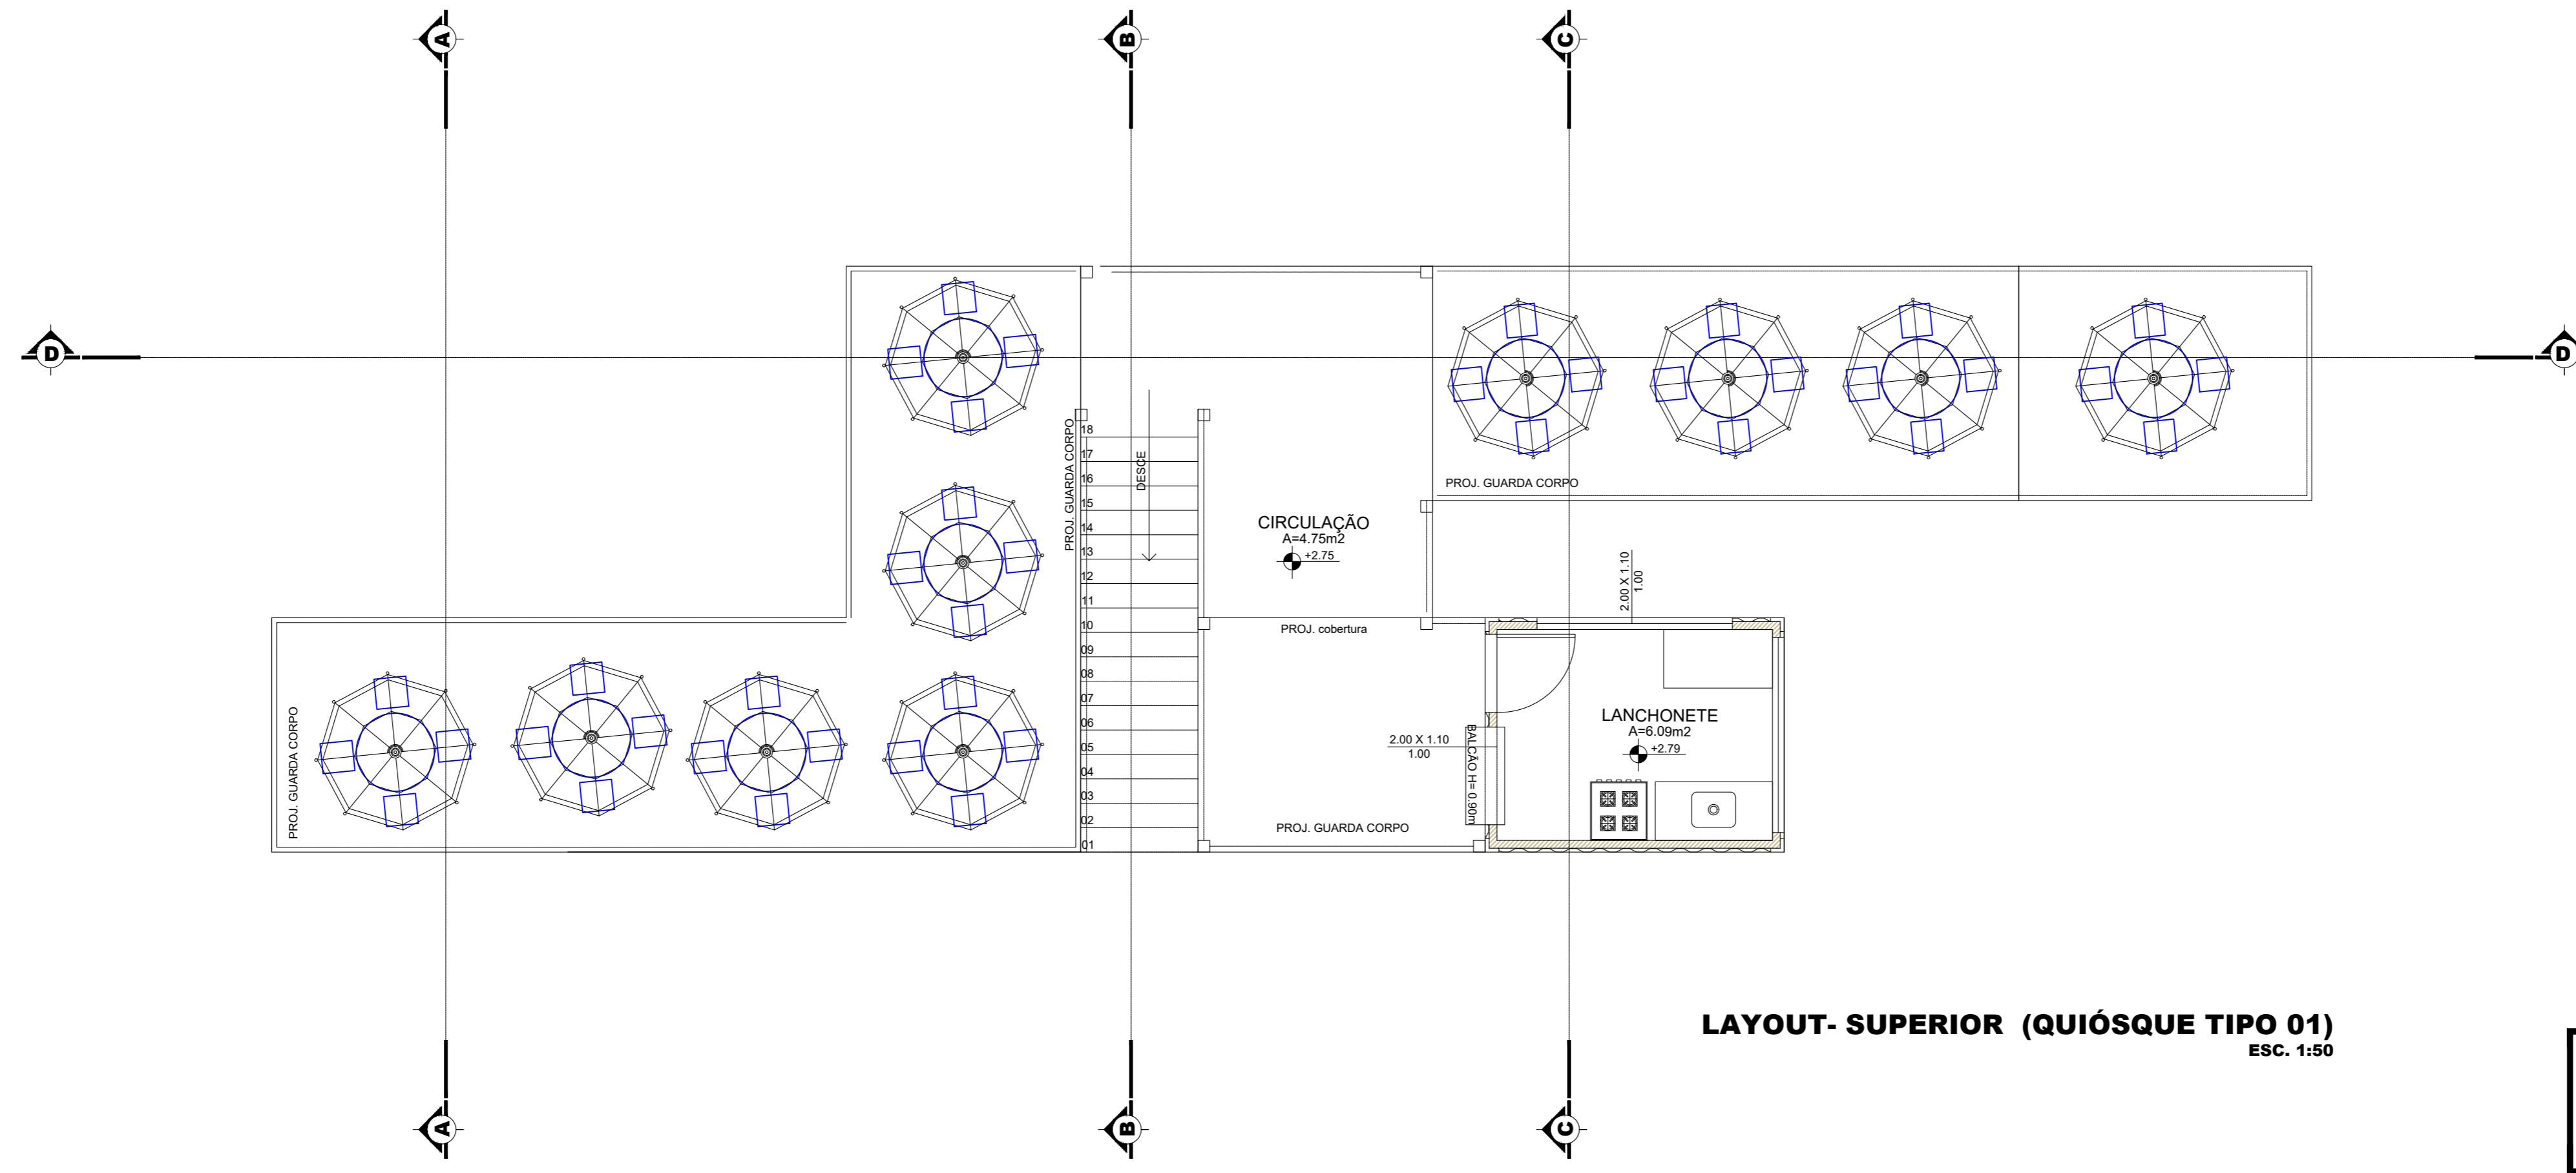 A
B
C
D
D
18
17
16
15
14
13
12
11
10
09
08
07
06
05
04
03
02
01
DESCE
PROJ. GUARDA CORPO
PROJ. GUARDA CORPO
CIRCULAÇÃO
A=4.75m2
+2.75
PROJ. GUARDA CORPO
2.00 X 1.10
1.00
PROJ. cobertura
LANCHONETE
A=6.09m2
+2.79
2.00 X 1.10
1.00
BALCÃO H= 0.90m
PROJ. GUARDA CORPO
LAYOUT- SUPERIOR (QUIÓSQUE TIPO 01)
ESC. 1:50
A
B
C